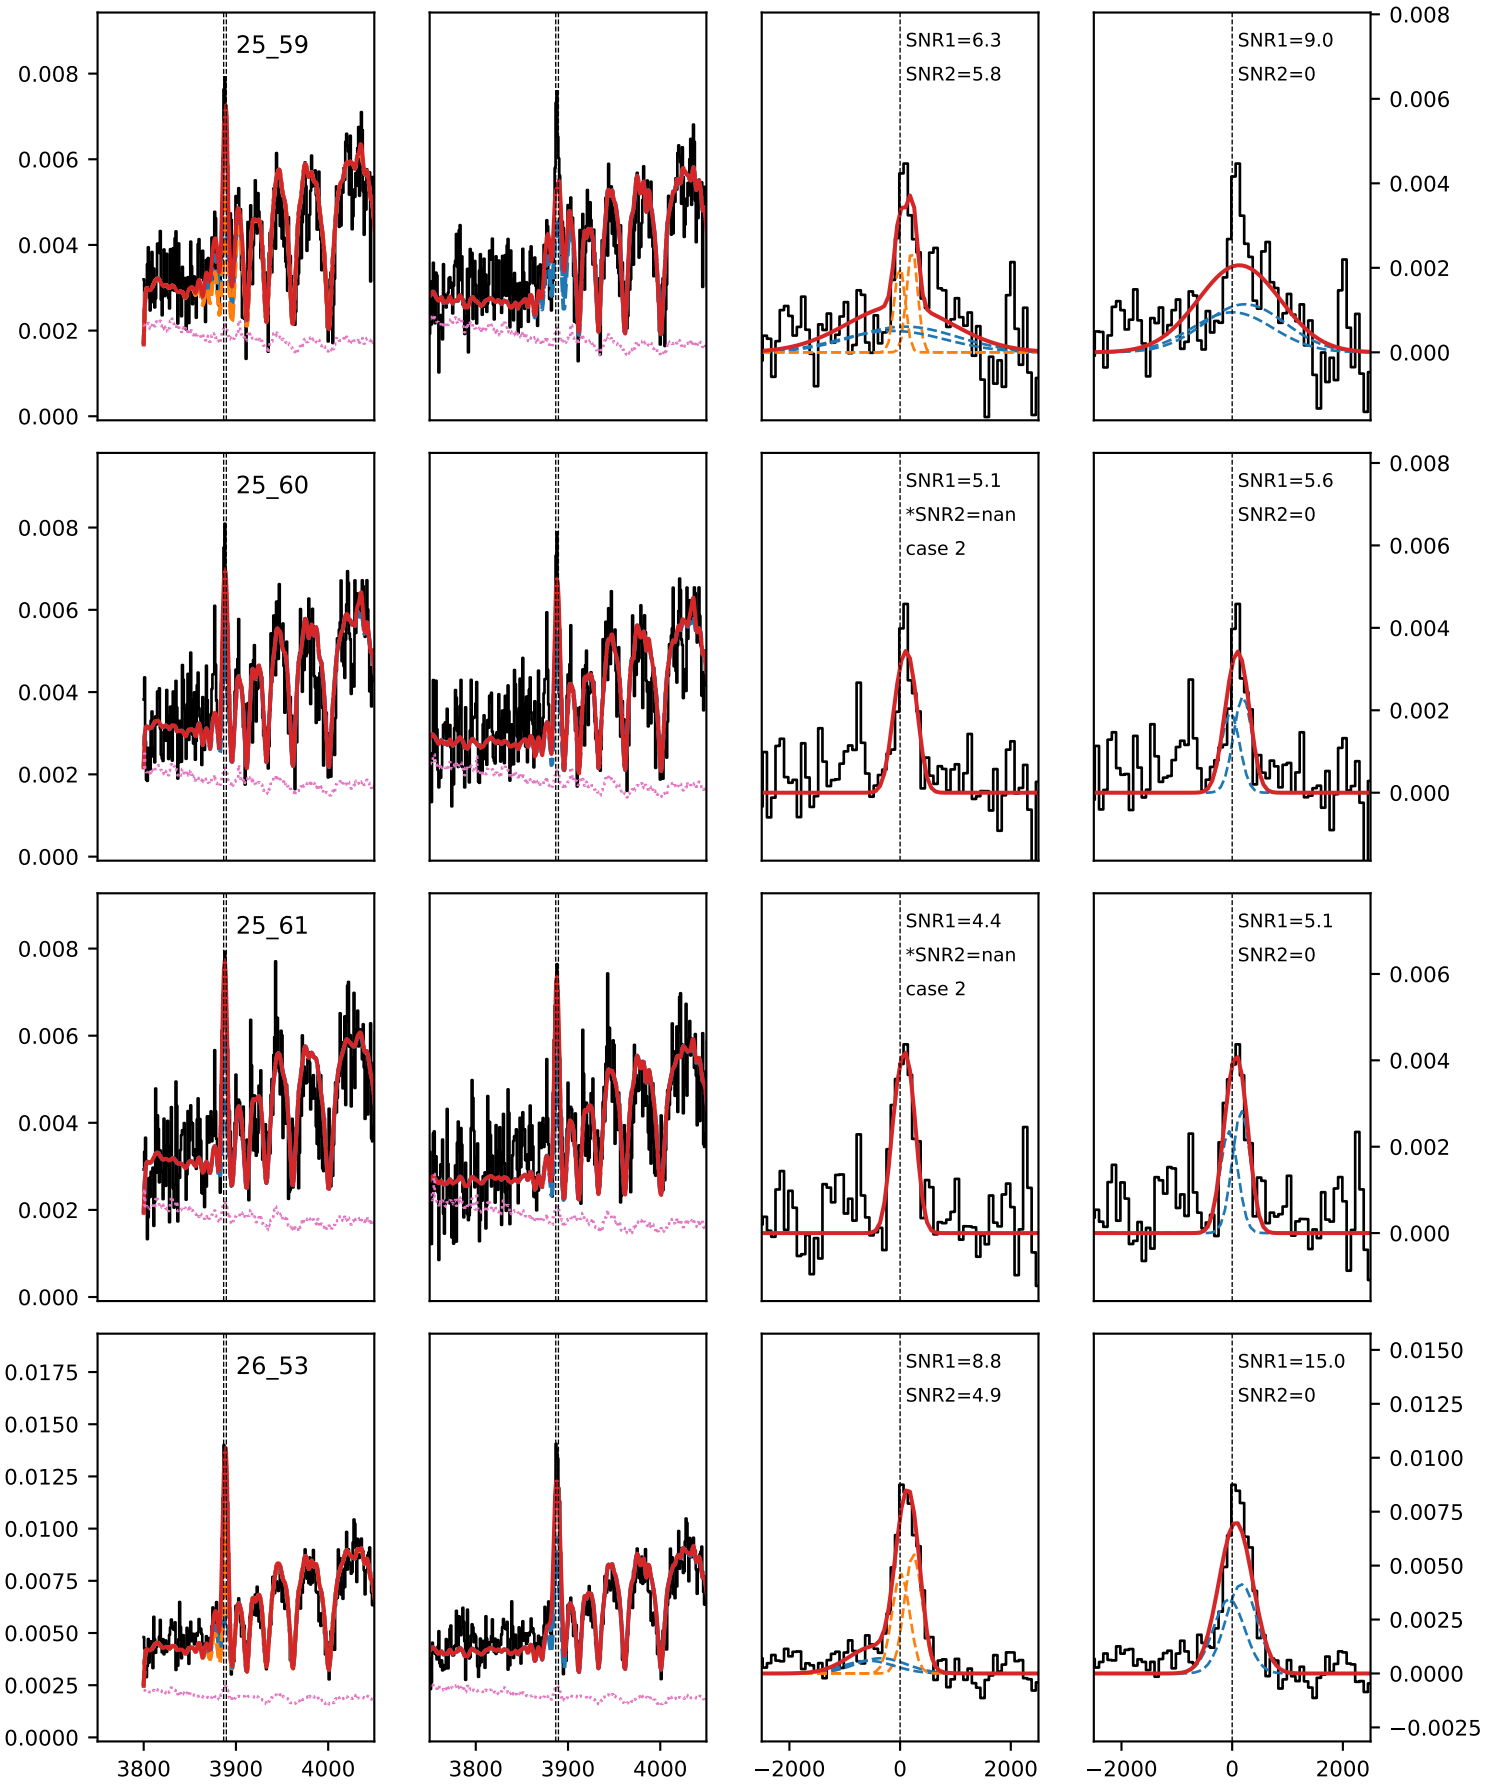 25_59
SNR1=6.3
SNR2=5.8
SNR1=9.0
SNR2=0
0.008
0.006
0.004
0.002
0.000
0.008
0.006
0.004
0.002
0.000
25_60
SNR1=5.1
*SNR2=nan
case 2
SNR1=5.6
SNR2=0
0.008
0.006
0.004
0.002
0.000
0.008
0.006
0.004
0.002
0.000
25_61
SNR1=4.4
*SNR2=nan
case 2
SNR1=5.1
SNR2=0
0.008
0.006
0.004
0.002
0.000
0.006
0.004
0.002
0.000
26_53
SNR1=8.8
SNR2=4.9
SNR1=15.0
SNR2=0
0.0175
0.0150
0.0125
0.0100
0.0075
0.0050
0.0025
0.0000
0.0150
0.0125
0.0100
0.0075
0.0050
0.0025
0.0000
−0.0025
3800 3900 4000
3800 3900 4000
−2000 0 2000
−2000 0 2000